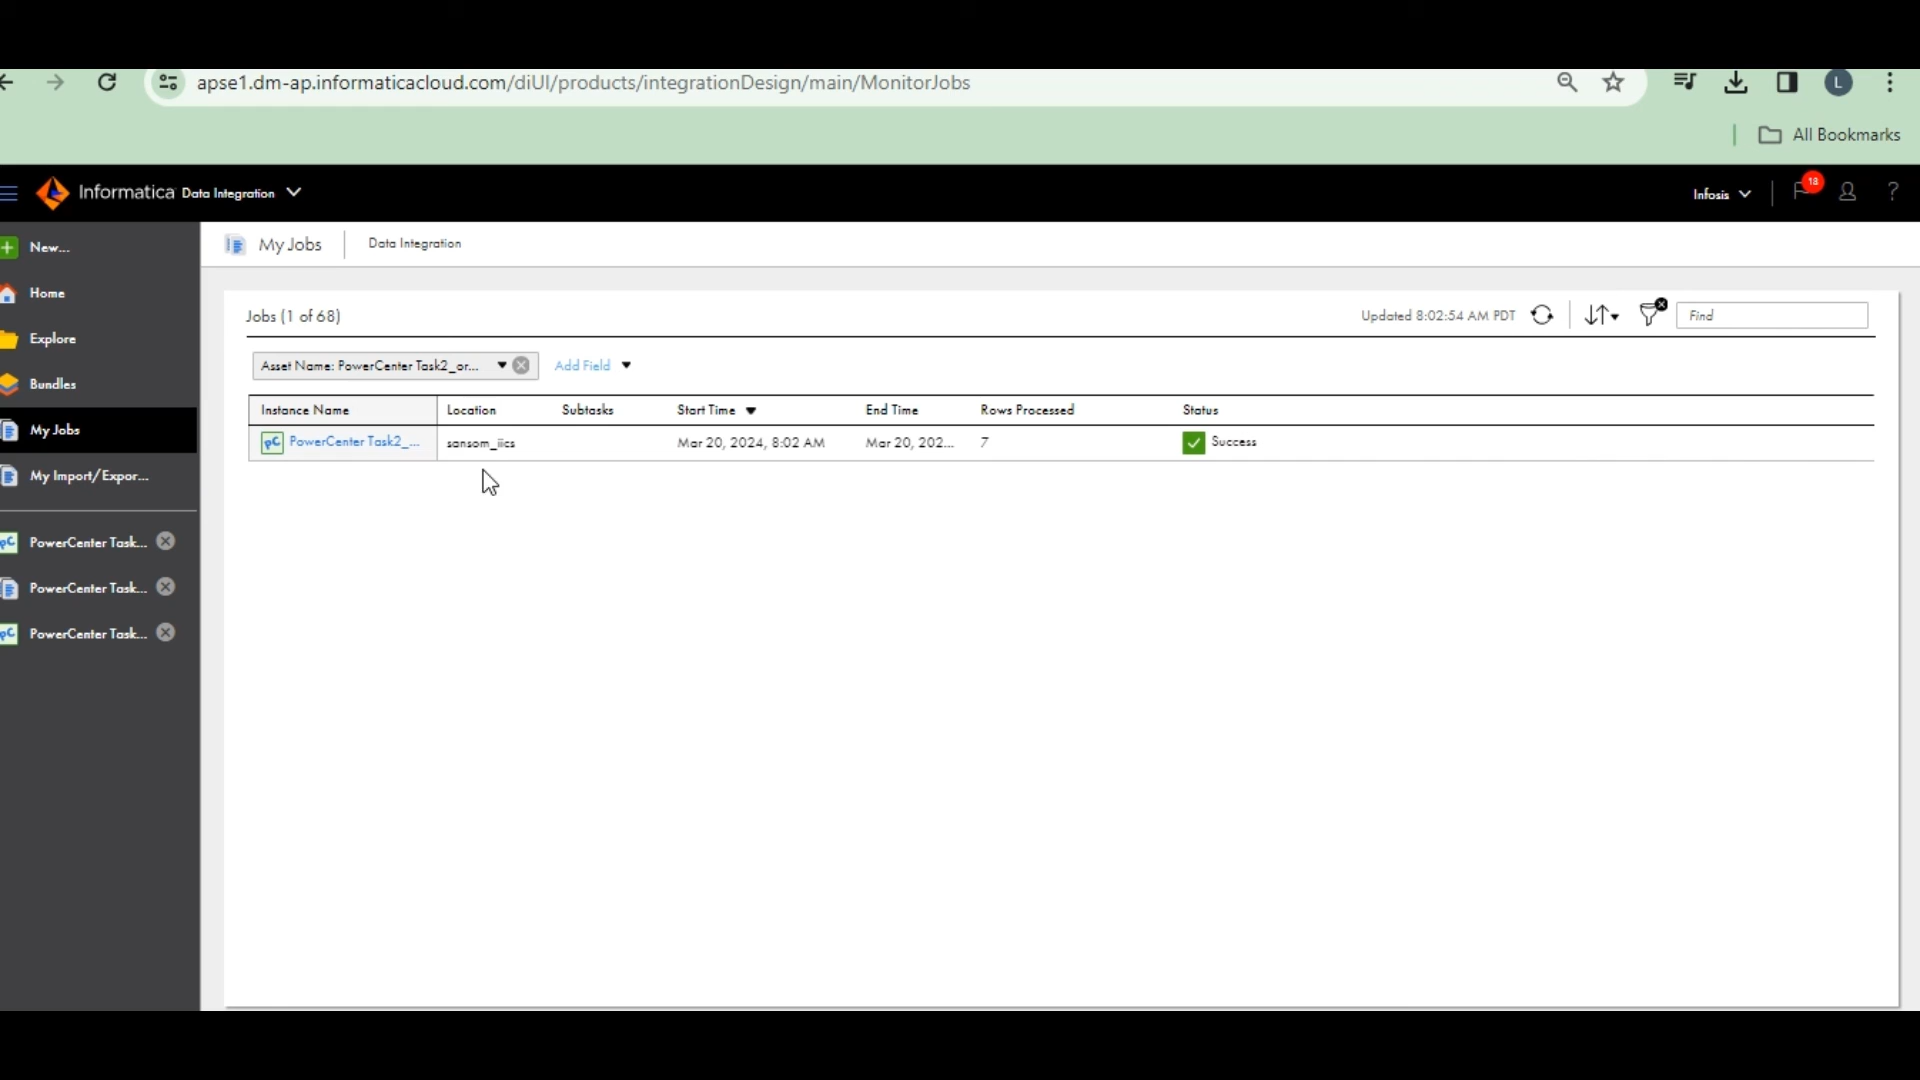 apse1.dm-ap.informaticacloud.com/diUI/products/integrationDesign/main/MonitorJobs
L
All Bookmarks
Informatica Data Integration
Infosis
18
?
New...
My Jobs
Data Integration
Home
Explore
Bundles
My Jobs
My Import/Expor...
PowerCenter Task...
PowerCenter Task...
PowerCenter Task...
Jobs (1 of 68)
Updated 8:02:54 AM PDT
Find
Asset Name: PowerCenter Task2_or...
Add Field
Instance Name Location Subtasks Start Time End Time Rows Processed Status
pC PowerCenter Task2_... sansom_iics Mar 20, 2024, 8:02 AM Mar 20, 202... 7 Success